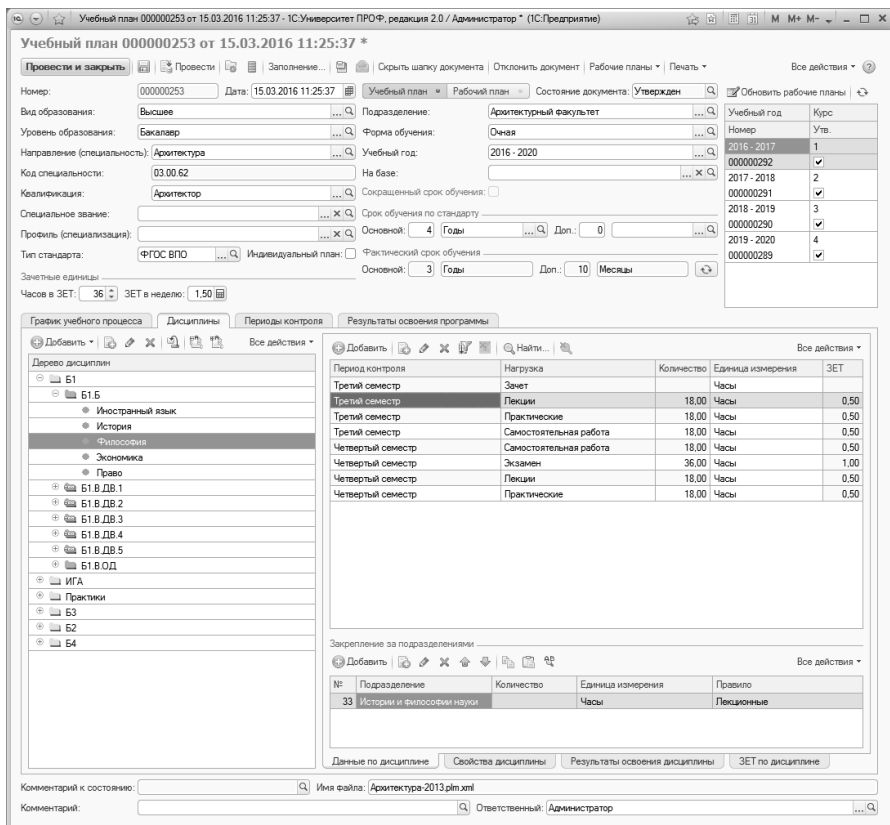 Учебный план 000000253 от 15.03.2016 11:25:37 - 1С:Университет ПРОФ, редакция 2.0 / Администратор * (1С:Предприятие) M M+ M-
Учебный план 000000253 от 15.03.2016 11:25:37 *
Провести и закрыть Провести Заполнение... Скрыть шапку документа Отклонить документ Рабочие планы Печать Все действия
Номер: 000000253 Дата: 15.03.2016 11:25:37 Учебный план Рабочий план Состояние документа: Утвержден Обновить рабочие планы
Вид образования: Высшее Подразделение: Архитектурный факультет Учебный год Курс
Уровень образования: Бакалавр Форма обучения: Очная Номер Утв.
Направление (специальность): Архитектура Учебный год: 2016 - 2020 2016 - 2017 1
Код специальности: 03.00.62 На базе: 000000292
Квалификация: Архитектор Сокращенный срок обучения: 2017 - 2018 2
000000291
Специальное звание: Срок обучения по стандарту 2018 - 2019 3
Профиль (специализация): Основной: 4 Годы Доп.: 0 000000290
Тип стандарта: ФГОС ВПО Индивидуальный план: Фактический срок обучения 2019 - 2020 4
Зачетные единицы Основной: 3 Годы Доп.: 10 Месяцы 000000289
Часов в ЗЕТ: 36 ЗЕТ в неделю: 1,50
График учебного процесса Дисциплины Периоды контроля Результаты освоения программы
Добавить Все действия
Дерево дисциплин
Б1
Б1.Б
Иностранный язык
История
Философия
Экономика
Право
Б1.В.ДВ.1
Б1.В.ДВ.2
Б1.В.ДВ.3
Б1.В.ДВ.4
Б1.В.ДВ.5
Б1.В.ОД
ИГА
Практики
Б3
Б2
Б4
Добавить Найти... Все действия
Период контроля Нагрузка Количество Единица измерения ЗЕТ
Третий семестр Зачет Часы
Третий семестр Лекции 18,00 Часы 0,50
Третий семестр Практические 18,00 Часы 0,50
Третий семестр Самостоятельная работа 18,00 Часы 0,50
Четвертый семестр Самостоятельная работа 18,00 Часы 0,50
Четвертый семестр Экзамен 36,00 Часы 1,00
Четвертый семестр Лекции 18,00 Часы 0,50
Четвертый семестр Практические 18,00 Часы 0,50
Закрепление за подразделениями
Добавить Все действия
№ Подразделение Количество Единица измерения Правило
33 Истории и философии науки Часы Лекционные
Данные по дисциплине Свойства дисциплины Результаты освоения дисциплины ЗЕТ по дисциплине
Комментарий к состоянию: Имя файла: Архитектура-2013.plm.xml
Комментарий: Ответственный: Администратор